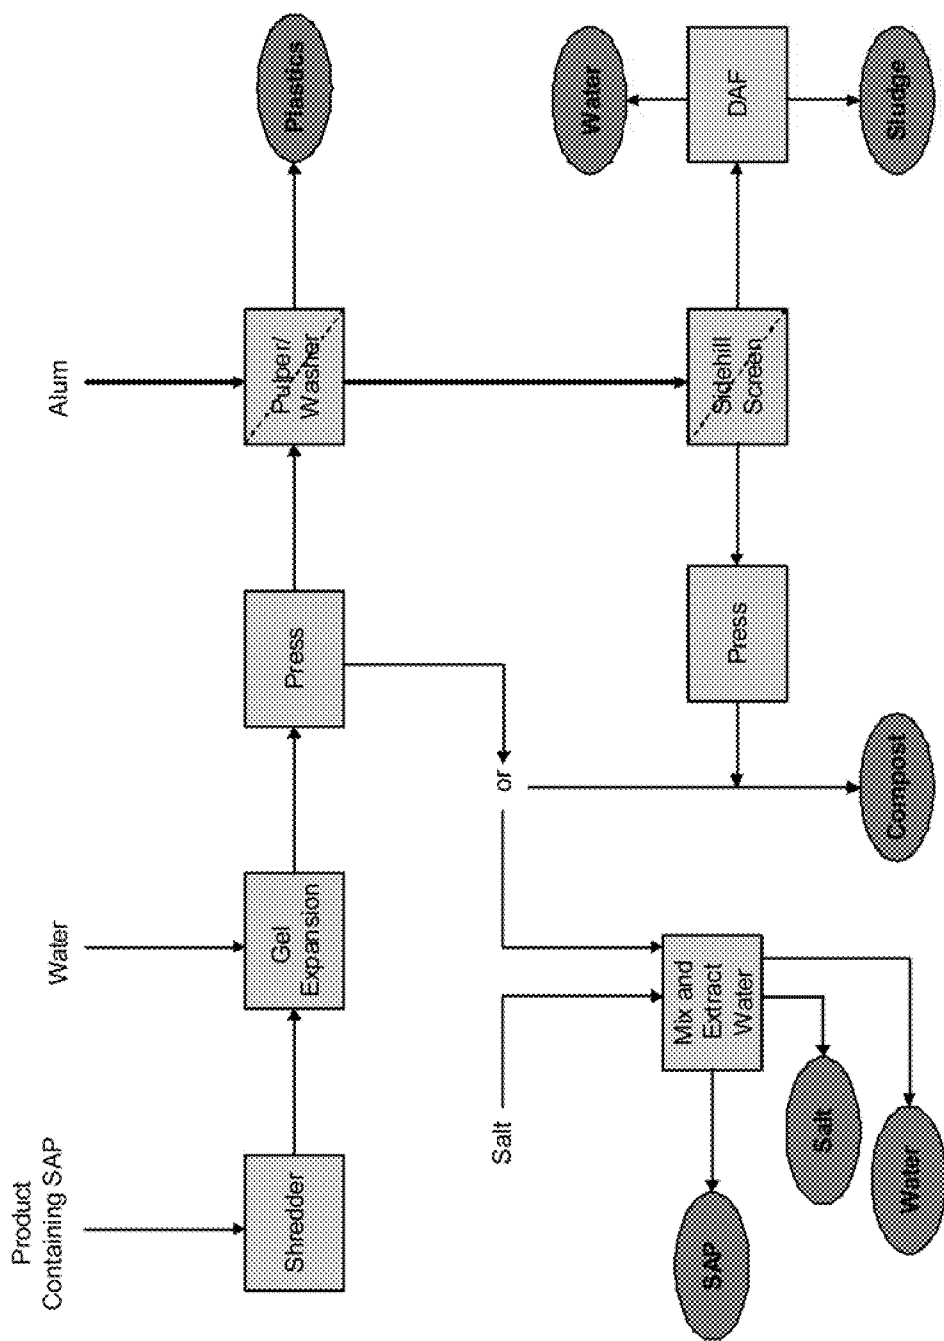 Product
Containing SAP
Water
Alum
Shredder
Gel
Expansion
Press
Pulper/
Washer
Plastics
Salt
or
SAP
Mix and
Extract
Water
Salt
Water
Compost
Press
Sidehill
Screen
Water
DAF
Sludge